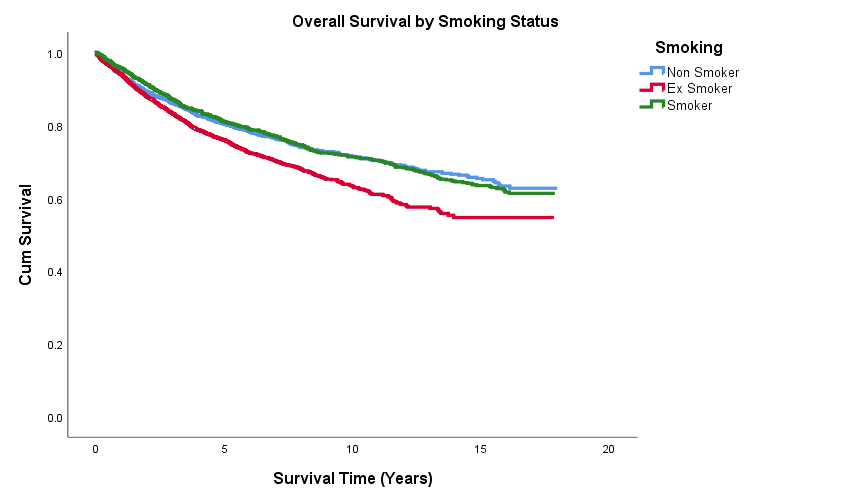 Overall Survival by Smoking Status
Smoking
Non Smoker
Ex Smoker
Smoker
Cum Survival
1.0
0.8
0.6
0.4
0.2
0.0
0 5 10 15 20
Survival Time (Years)